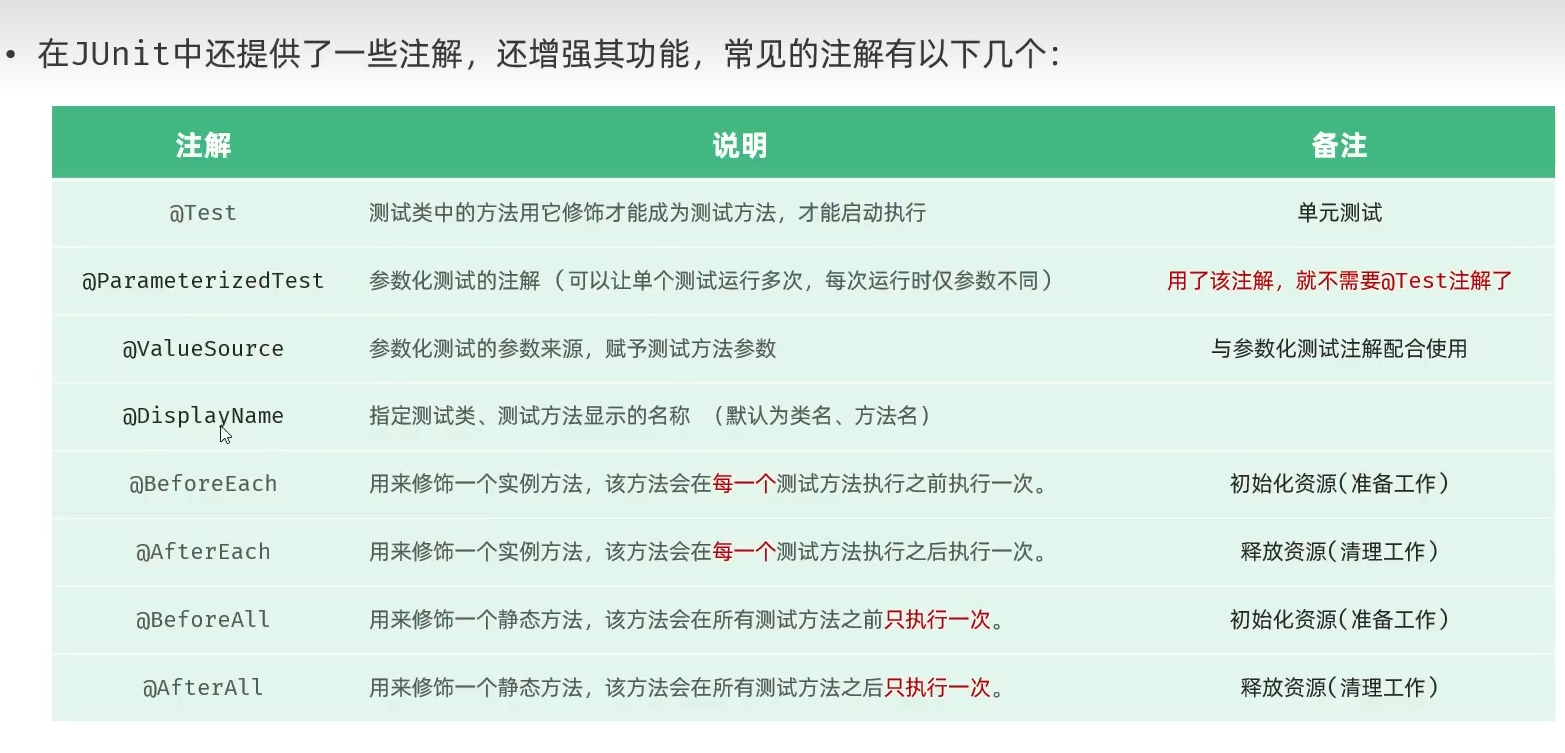 • 在JUnit中还提供了一些注解，还增强其功能，常见的注解有以下几个：
注解 说明 备注
@Test 测试类中的方法用它修饰才能成为测试方法，才能启动执行 单元测试
@ParameterizedTest 参数化测试的注解（可以让单个测试运行多次，每次运行时仅参数不同） 用了该注解，就不需要@Test注解了
@ValueSource 参数化测试的参数来源，赋予测试方法参数 与参数化测试注解配合使用
@DisplayName 指定测试类、测试方法显示的名称 （默认为类名、方法名）
@BeforeEach 用来修饰一个实例方法，该方法会在每一个测试方法执行之前执行一次。 初始化资源(准备工作)
@AfterEach 用来修饰一个实例方法，该方法会在每一个测试方法执行之后执行一次。 释放资源(清理工作)
@BeforeAll 用来修饰一个静态方法，该方法会在所有测试方法之前只执行一次。 初始化资源(准备工作)
@AfterAll 用来修饰一个静态方法，该方法会在所有测试方法之后只执行一次。 释放资源(清理工作)